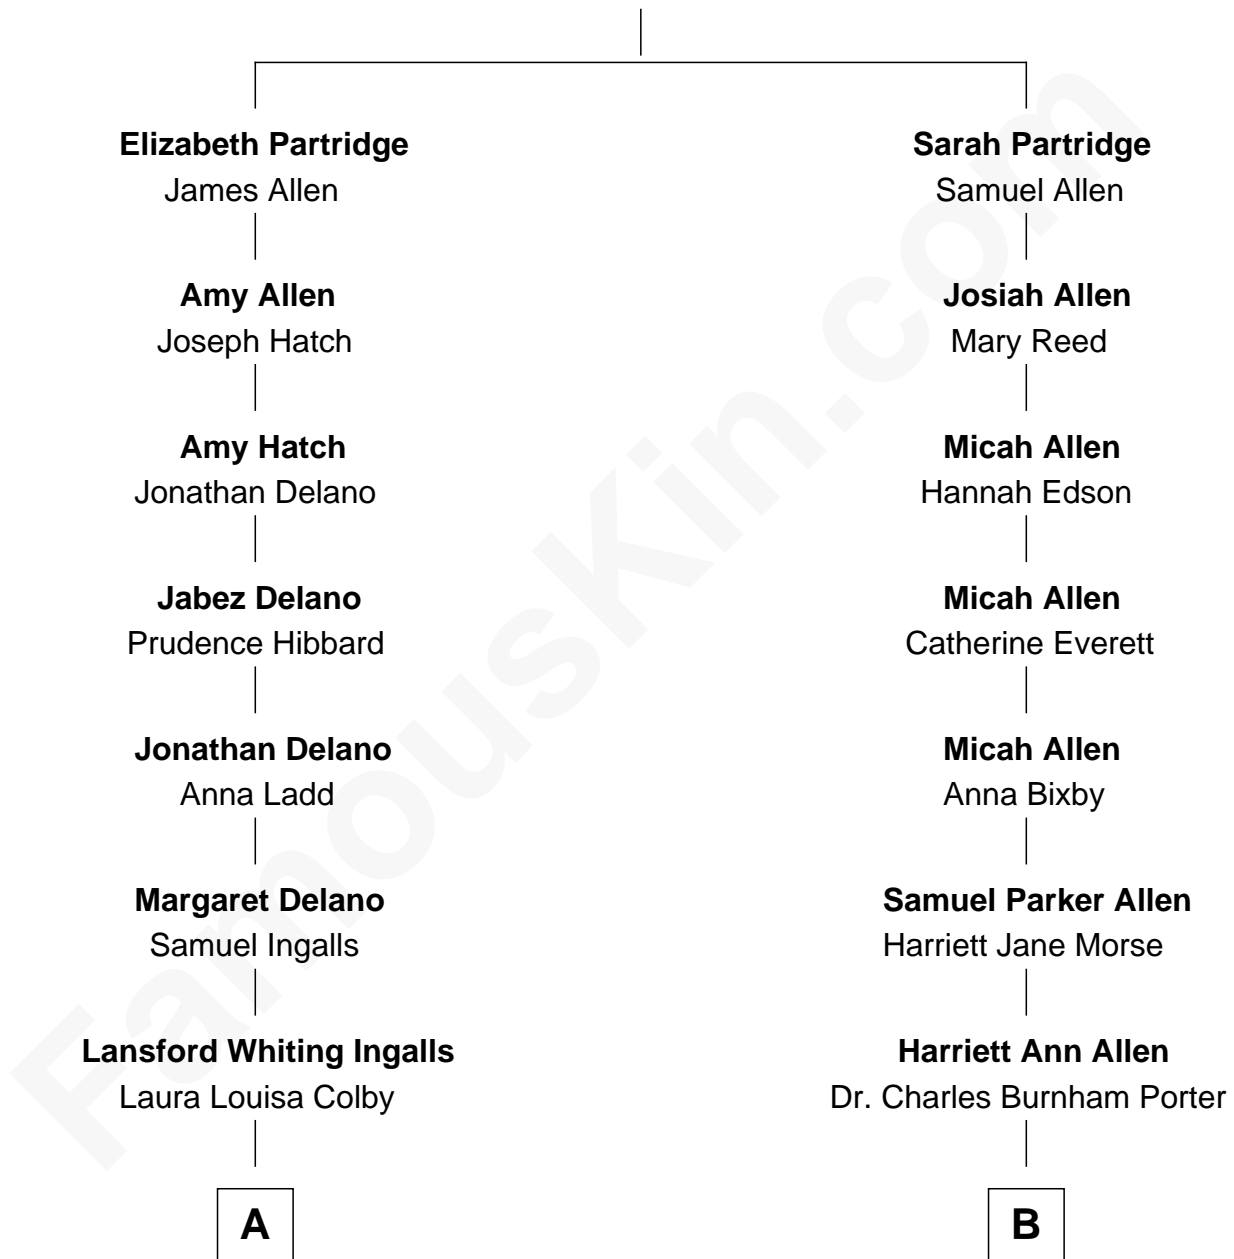 Elizabeth Partridge
James Allen
Amy Allen
Joseph Hatch
Amy Hatch
Jonathan Delano
Jabez Delano
Prudence Hibbard
Jonathan Delano
Anna Ladd
Margaret Delano
Samuel Ingalls
Lansford Whiting Ingalls
Laura Louisa Colby
A
Sarah Partridge
Samuel Allen
Josiah Allen
Mary Reed
Micah Allen
Hannah Edson
Micah Allen
Catherine Everett
Micah Allen
Anna Bixby
Samuel Parker Allen
Harriett Jane Morse
Harriett Ann Allen
Dr. Charles Burnham Porter
B
FamousKin.com